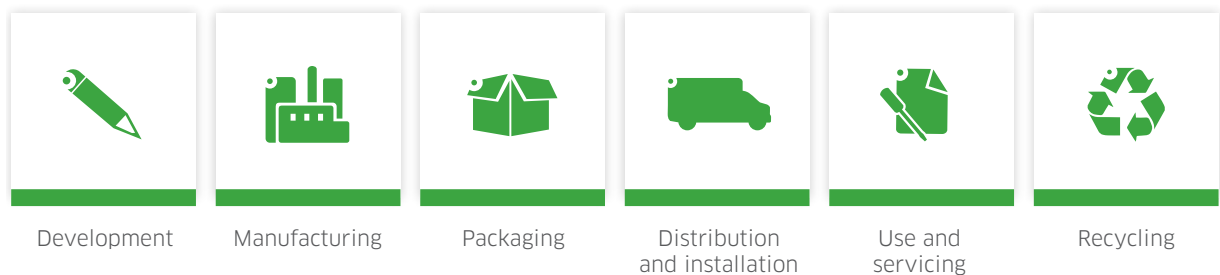 Development
Manufacturing
Packaging
Distribution
and installation
Use and
servicing
Recycling